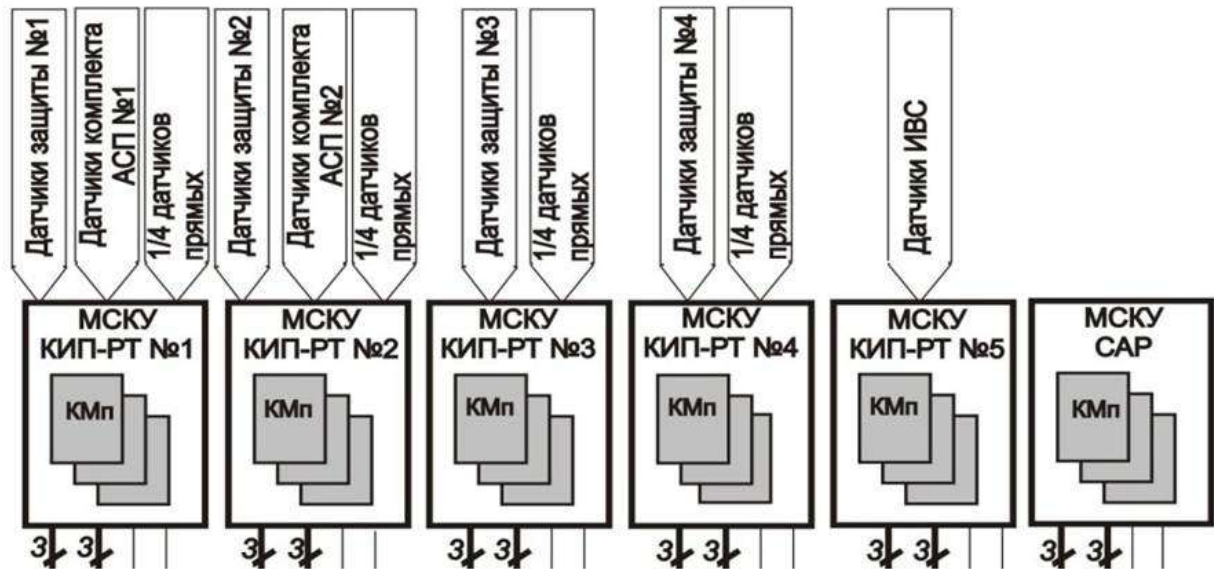 Датчики защиты №1
Датчики комплекта
АСП №1
1/4 датчиков
прямых
Датчики защиты №2
Датчики комплекта
АСП №2
1/4 датчиков
прямых
Датчики защиты №3
1/4 датчиков
прямых
Датчики защиты №4
1/4 датчиков
прямых
Датчики ИВС
МСКУ
КИП-РТ №1
КМп
МСКУ
КИП-РТ №2
КМп
МСКУ
КИП-РТ №3
КМп
МСКУ
КИП-РТ №4
КМп
МСКУ
КИП-РТ №5
КМп
МСКУ
САР
КМп
3 3
3 3
3 3
3 3
3 3
3 3